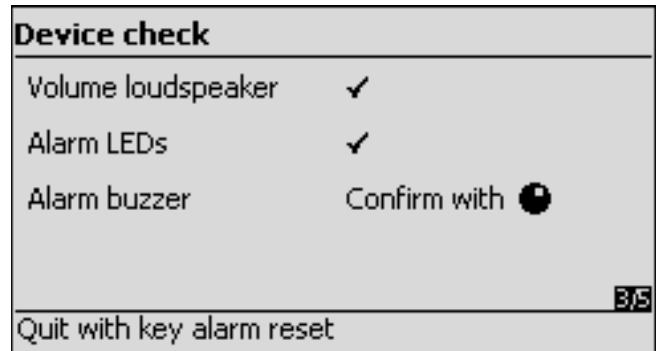 Device check
Volume loudspeaker ✓
Alarm LEDs ✓
Alarm buzzer Confirm with
3/5
Quit with key alarm reset